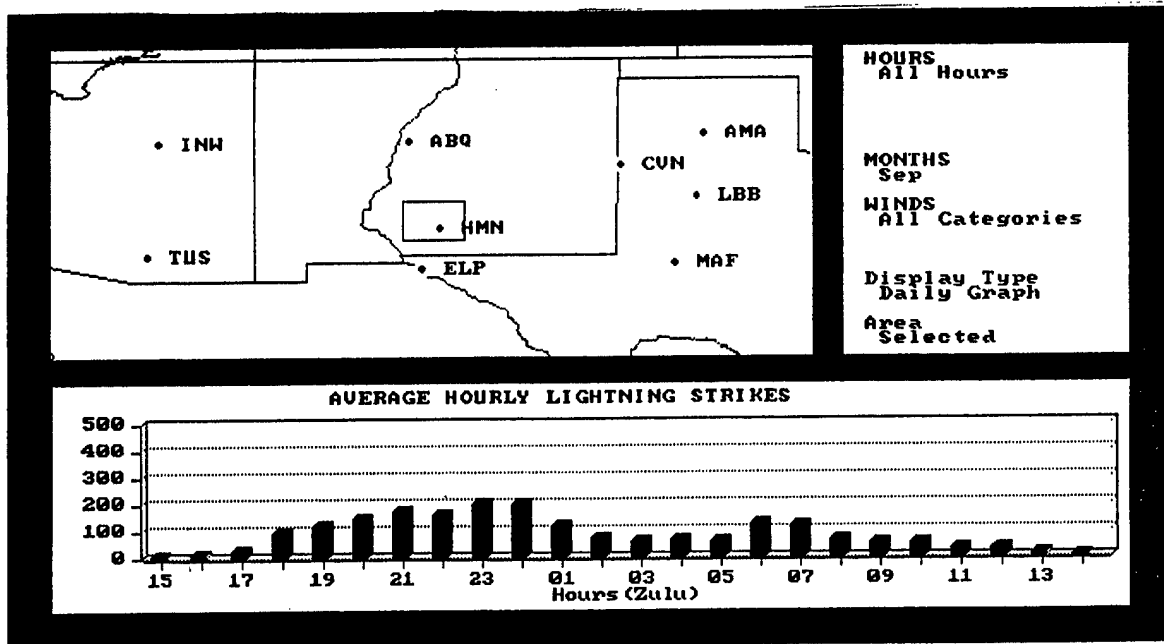 INW
ABQ
AMA
CVN
LBB
HMN
TUS
ELP
MAF
HOURS
All Hours
MONTHS
Sep
WINDS
All Categories
Display Type
Daily Graph
Area
Selected
AVERAGE HOURLY LIGHTNING STRIKES
500
400
300
200
100
0
15 17 19 21 23 01 03 05 07 09 11 13
Hours (Zulu)